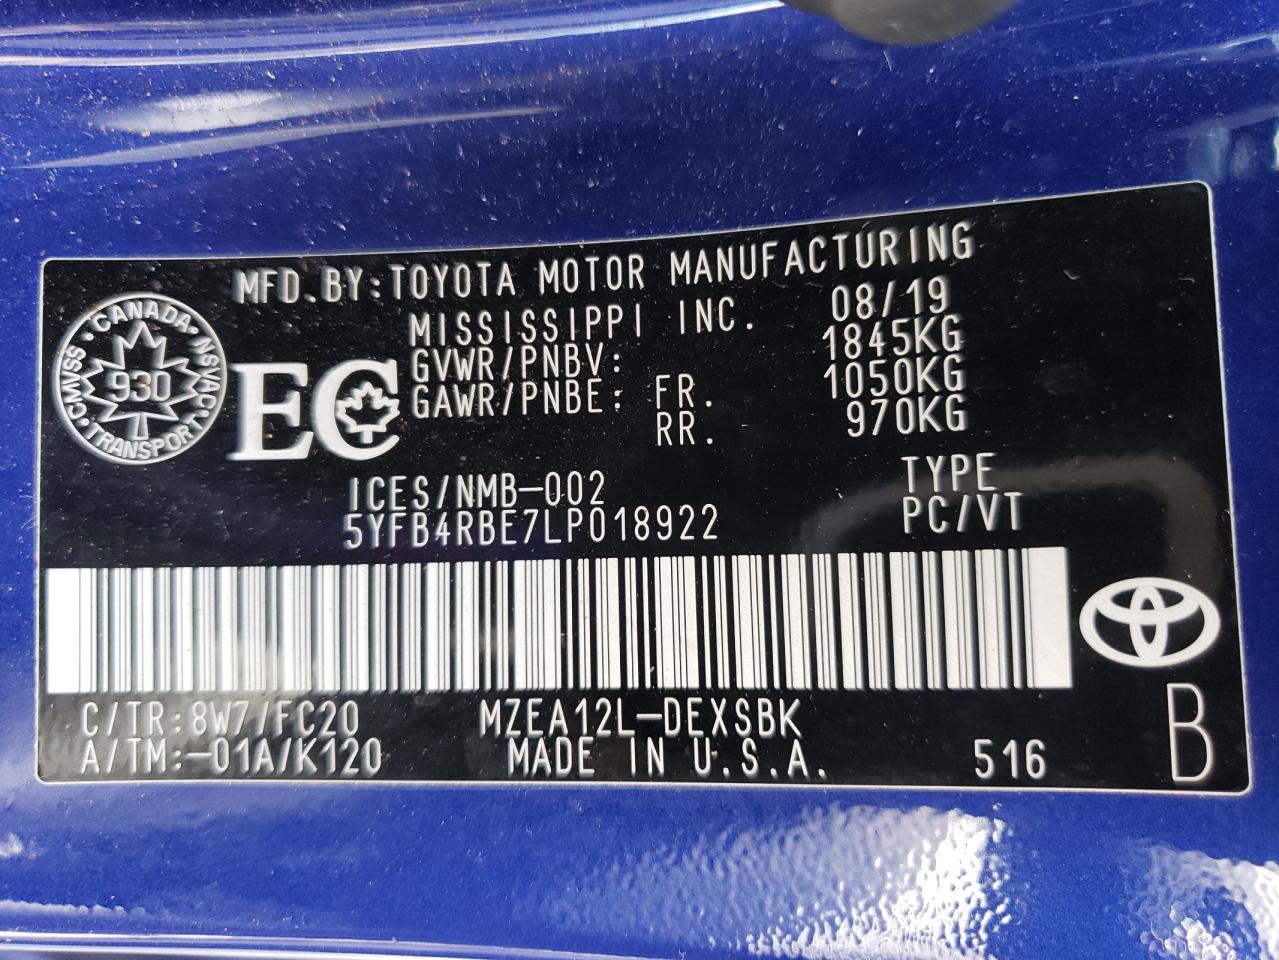 MFD.BY:TOYOTA MOTOR MANUFACTURING
MISSISSIPPI INC. 08/19
GVWR/PNBV: 1845KG
GAWR/PNBE: FR. 1050KG
RR. 970KG
CANADA
CMVSS 930 NSVAC
TRANSPORT
EC
ICES/NMB-002 TYPE
5YFB4RBE7LP018922 PC/VT
C/TR:8W7/FC20 MZEA12L-DEXSBK
A/TM:-01A/K120 MADE IN U.S.A. 516 B